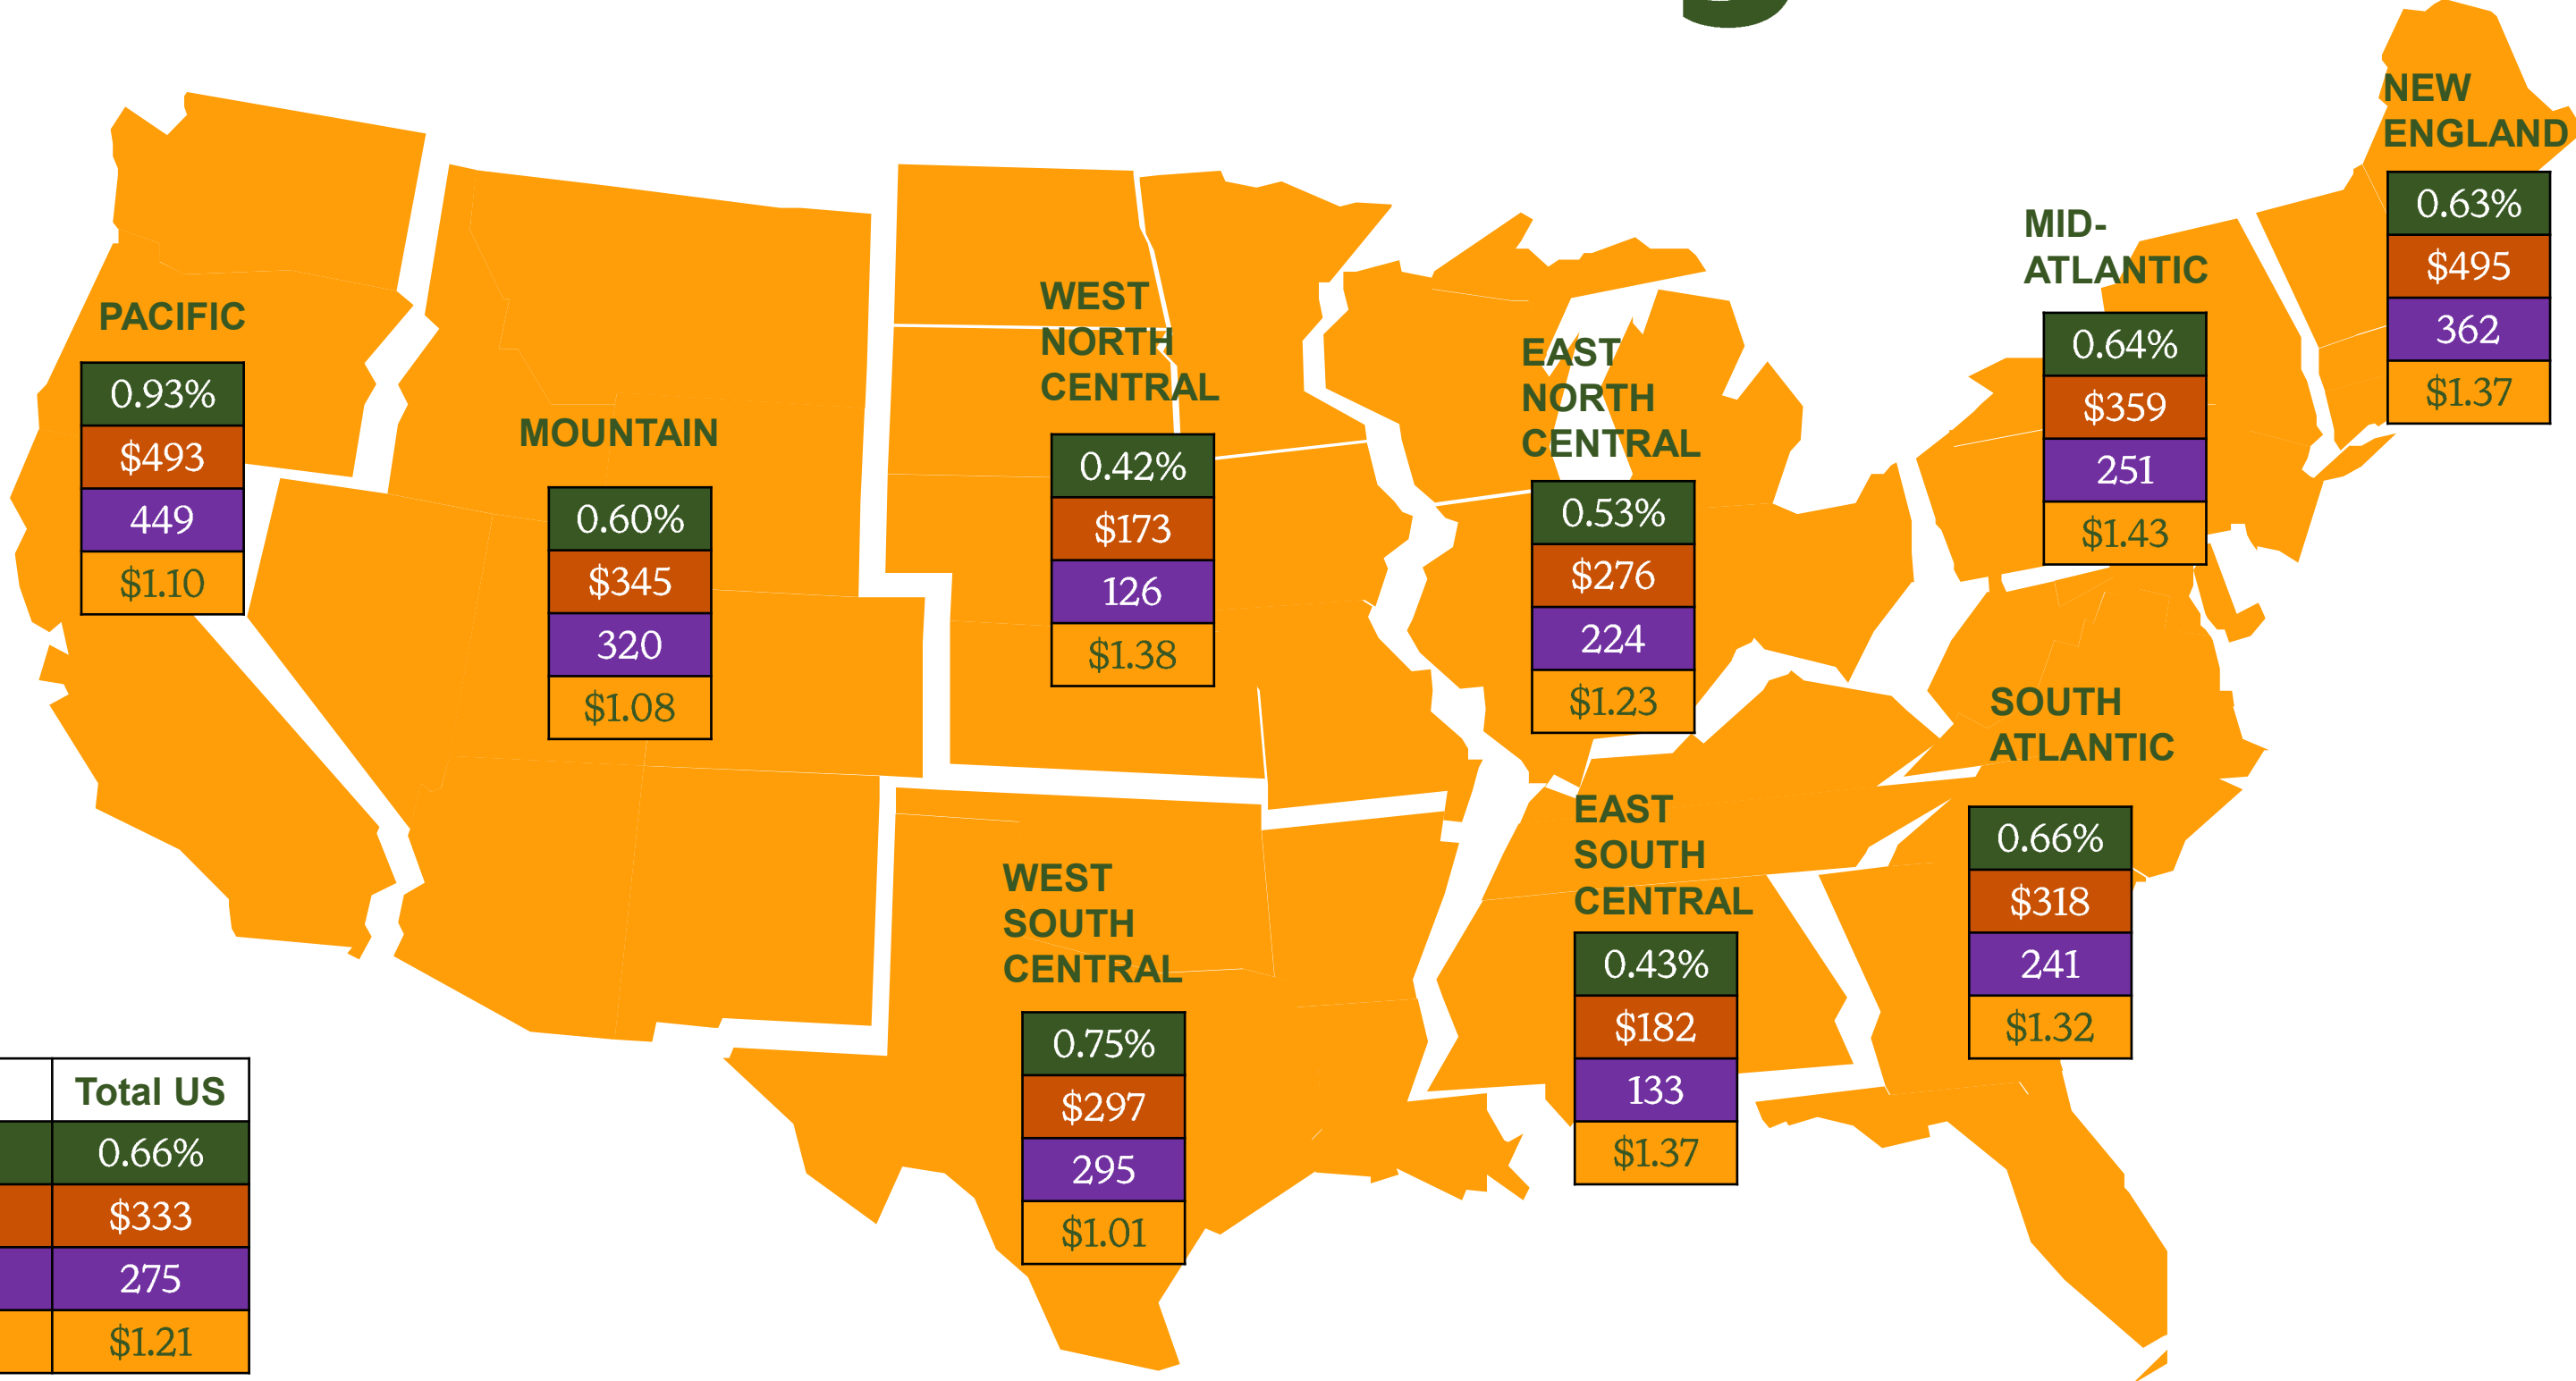 NEW
ENGLAND
0.63%
$495
362
$1.37
MID-
ATLANTIC
0.64%
$359
251
$1.43
PACIFIC
0.93%
$493
449
$1.10
MOUNTAIN
0.60%
$345
320
$1.08
WEST
NORTH
CENTRAL
0.42%
$173
126
$1.38
EAST
NORTH
CENTRAL
0.53%
$276
224
$1.23
SOUTH
ATLANTIC
0.66%
$318
241
$1.32
EAST
SOUTH
CENTRAL
0.43%
$182
133
$1.37
WEST
SOUTH
CENTRAL
0.75%
$297
295
$1.01
Total US
0.66%
$333
275
$1.21